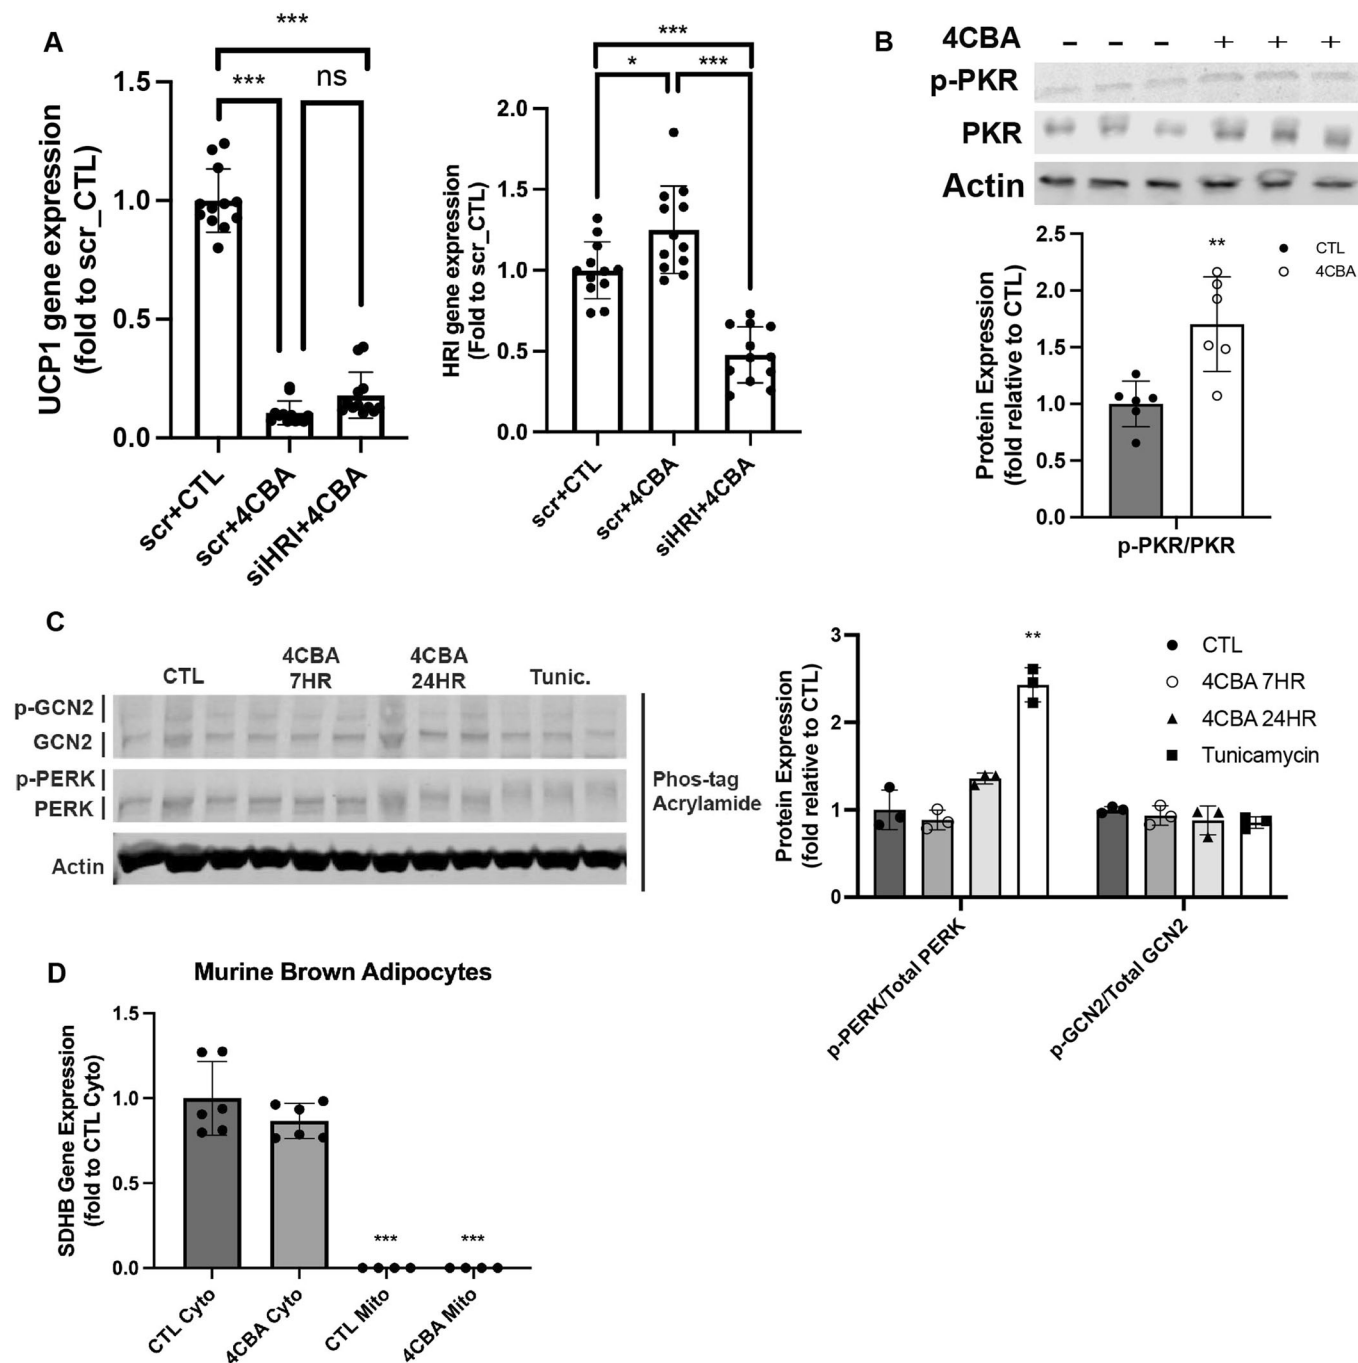 A
***
***
ns
UCP1 gene expression
(fold to scr_CTL)
1.5
1.0
0.5
0.0
scr+CTL
scr+4CBA
siHRI+4CBA
***
*
***
HRI gene expression
(Fold to scr_CTL)
2.0
1.5
1.0
0.5
0.0
scr+CTL
scr+4CBA
siHRI+4CBA
B
4CBA - - - + + +
p-PKR
PKR
Actin
Protein Expression
(fold relative to CTL)
2.5
2.0
1.5
1.0
0.5
0.0
**
CTL
4CBA
p-PKR/PKR
C
CTL
4CBA
7HR
4CBA
24HR
Tunic.
p-GCN2
GCN2
p-PERK
PERK
Actin
Phos-tag
Acrylamide
Protein Expression
(fold relative to CTL)
3
2
1
0
**
CTL
4CBA 7HR
4CBA 24HR
Tunicamycin
p-PERK/Total PERK
p-GCN2/Total GCN2
D
Murine Brown Adipocytes
SDHB Gene Expression
(fold to CTL Cyto)
1.5
1.0
0.5
0.0
***
***
CTL Cyto
4CBA Cyto
CTL Mito
4CBA Mito